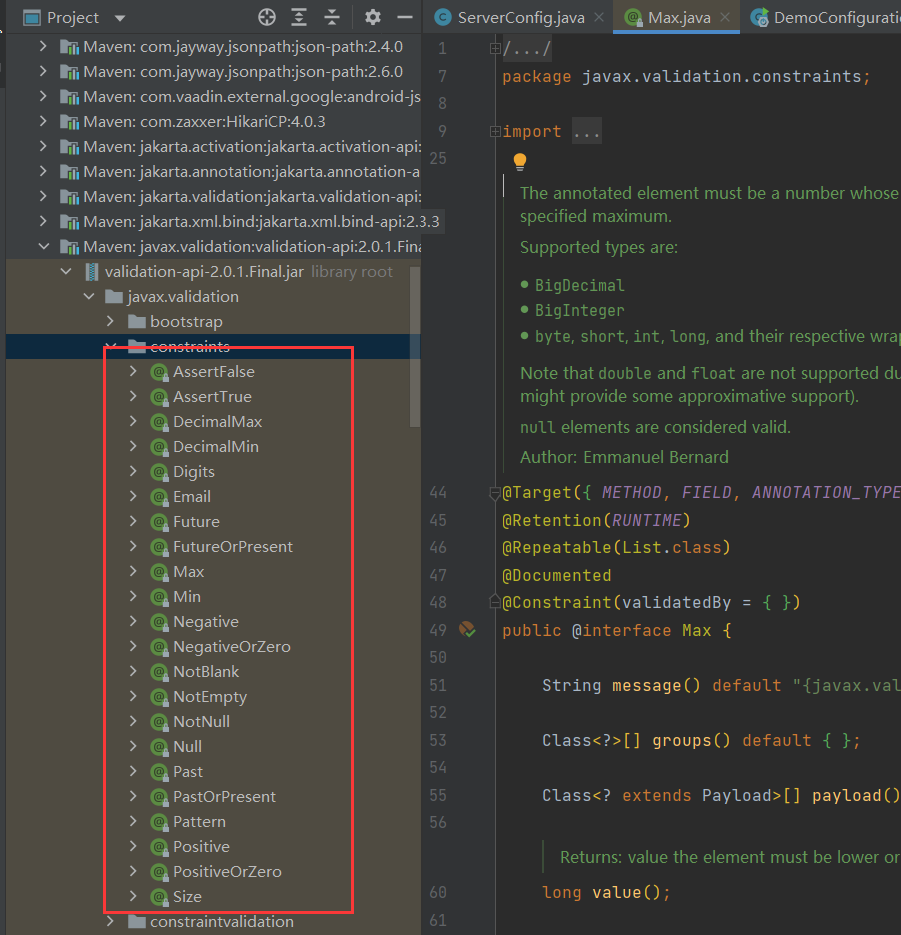 Project
Maven: com.jayway.jsonpath:json-path:2.4.0
Maven: com.jayway.jsonpath:json-path:2.6.0
Maven: com.vaadin.external.google:android-js
Maven: com.zaxxer:HikariCP:4.0.3
Maven: jakarta.activation:jakarta.activation-api:
Maven: jakarta.annotation:jakarta.annotation-a
Maven: jakarta.validation:jakarta.validation-api:
Maven: jakarta.xml.bind:jakarta.xml.bind-api:2.3.3
Maven: javax.validation:validation-api:2.0.1.Fina
validation-api-2.0.1.Final.jar library root
javax.validation
bootstrap
constraints
AssertFalse
AssertTrue
DecimalMax
DecimalMin
Digits
Email
Future
FutureOrPresent
Max
Min
Negative
NegativeOrZero
NotBlank
NotEmpty
NotNull
Null
Past
PastOrPresent
Pattern
Positive
PositiveOrZero
Size
constraintvalidation
ServerConfig.java Max.java DemoConfigurati
1 /.../
7 package javax.validation.constraints;
8
9 import ...
25
The annotated element must be a number whose
specified maximum.
Supported types are:
• BigDecimal
• BigInteger
• byte, short, int, long, and their respective wrap
Note that double and float are not supported du
might provide some approximative support).
null elements are considered valid.
Author: Emmanuel Bernard
44 @Target({ METHOD, FIELD, ANNOTATION_TYPE
45 @Retention(RUNTIME)
46 @Repeatable(List.class)
47 @Documented
48 @Constraint(validatedBy = { })
49 public @interface Max {
50
51 String message() default "{javax.val
52
53 Class<?>[] groups() default { };
54
55 Class<? extends Payload>[] payload()
56
Returns: value the element must be lower or
60 long value();
61